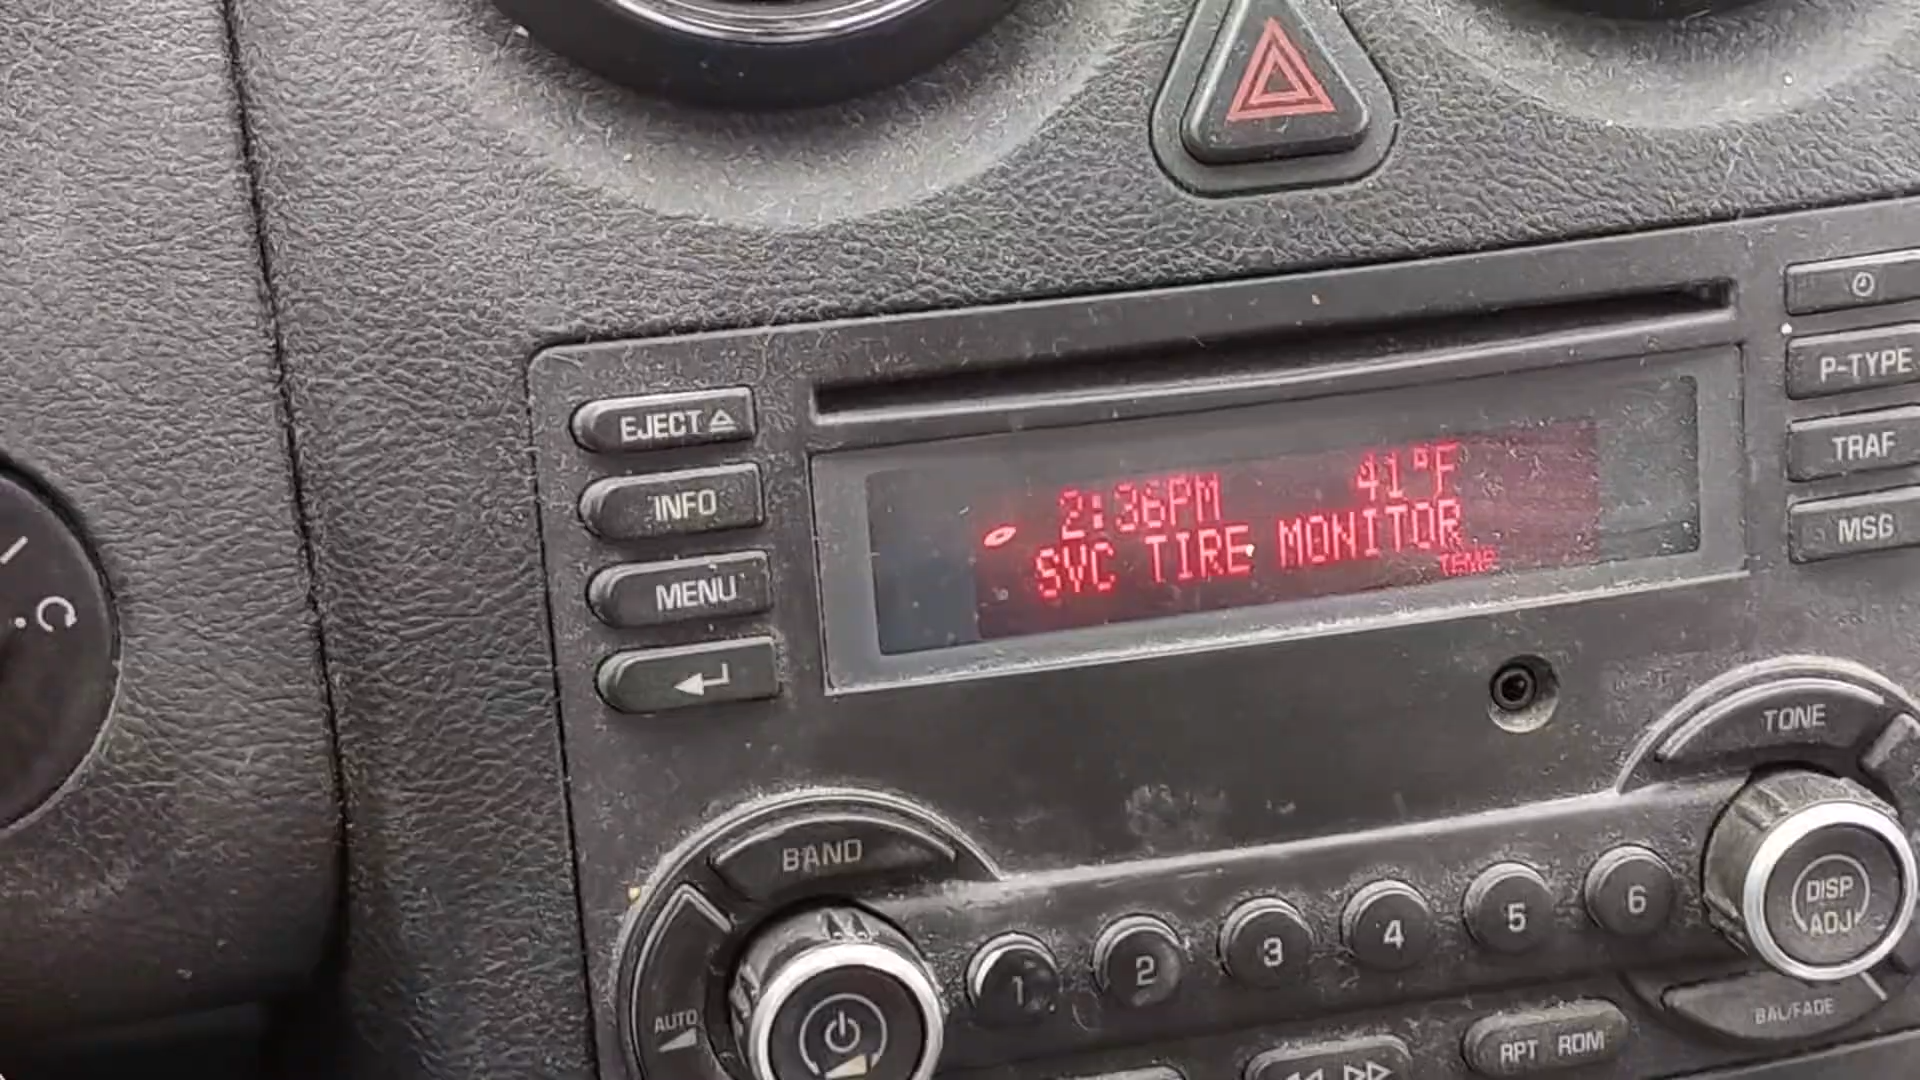 EJECT
INFO
MENU
2:36PM 41°F
SVC TIRE MONITOR
P-TYPE
TRAF
MSG
TONE
BAND
AUTO
1 2 3 4 5 6
DISP
ADJ
BAL/FADE
RPT RDM